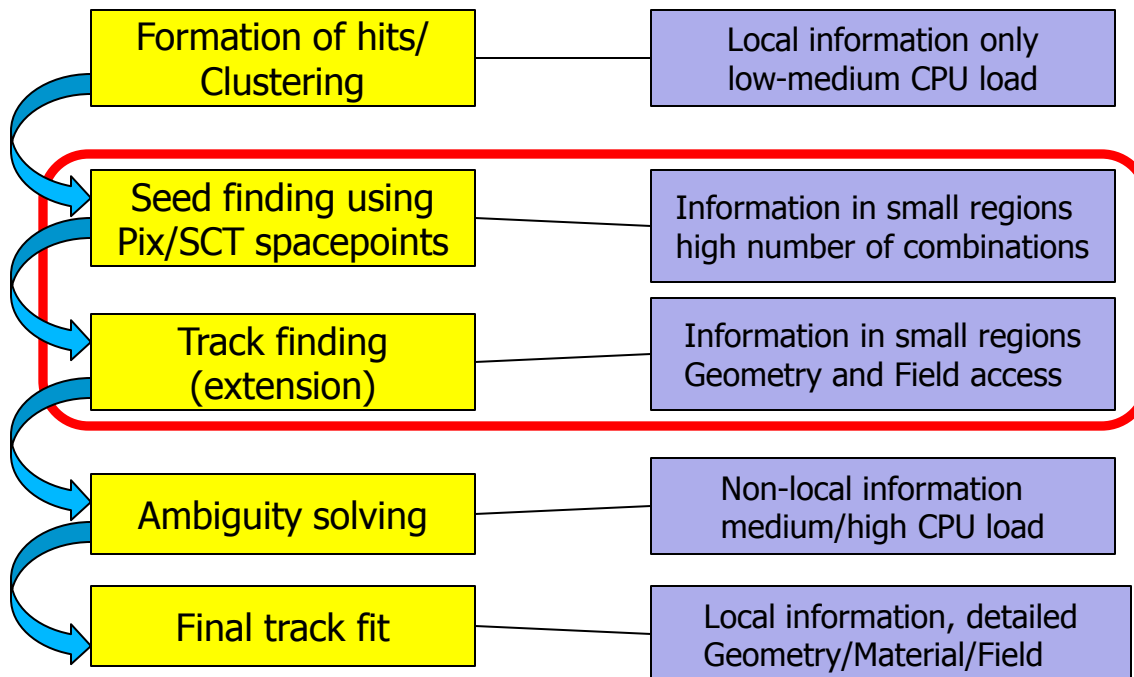 Formation of hits/
Clustering
Local information only
low-medium CPU load
Seed finding using
Pix/SCT spacepoints
Information in small regions
high number of combinations
Track finding
(extension)
Information in small regions
Geometry and Field access
Ambiguity solving
Non-local information
medium/high CPU load
Final track fit
Local information, detailed
Geometry/Material/Field